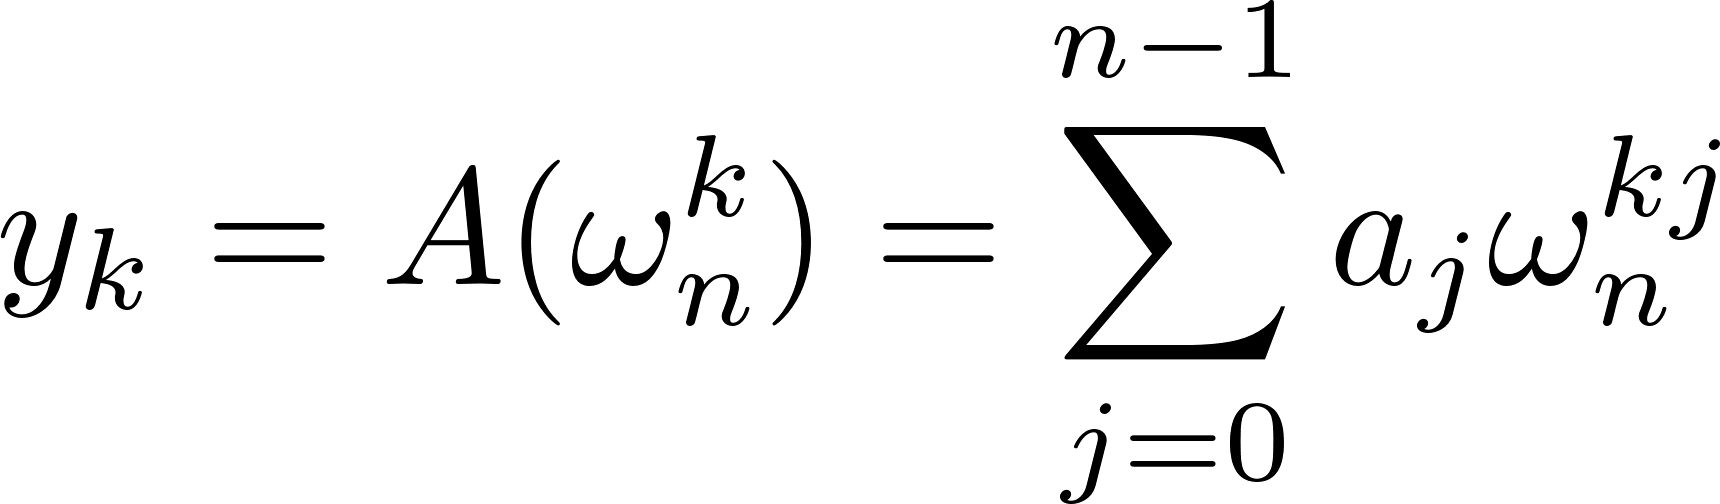 $y_k = A(\omega_n^k) = \sum_{j=0}^{n-1} a_j \omega_n^{kj}$